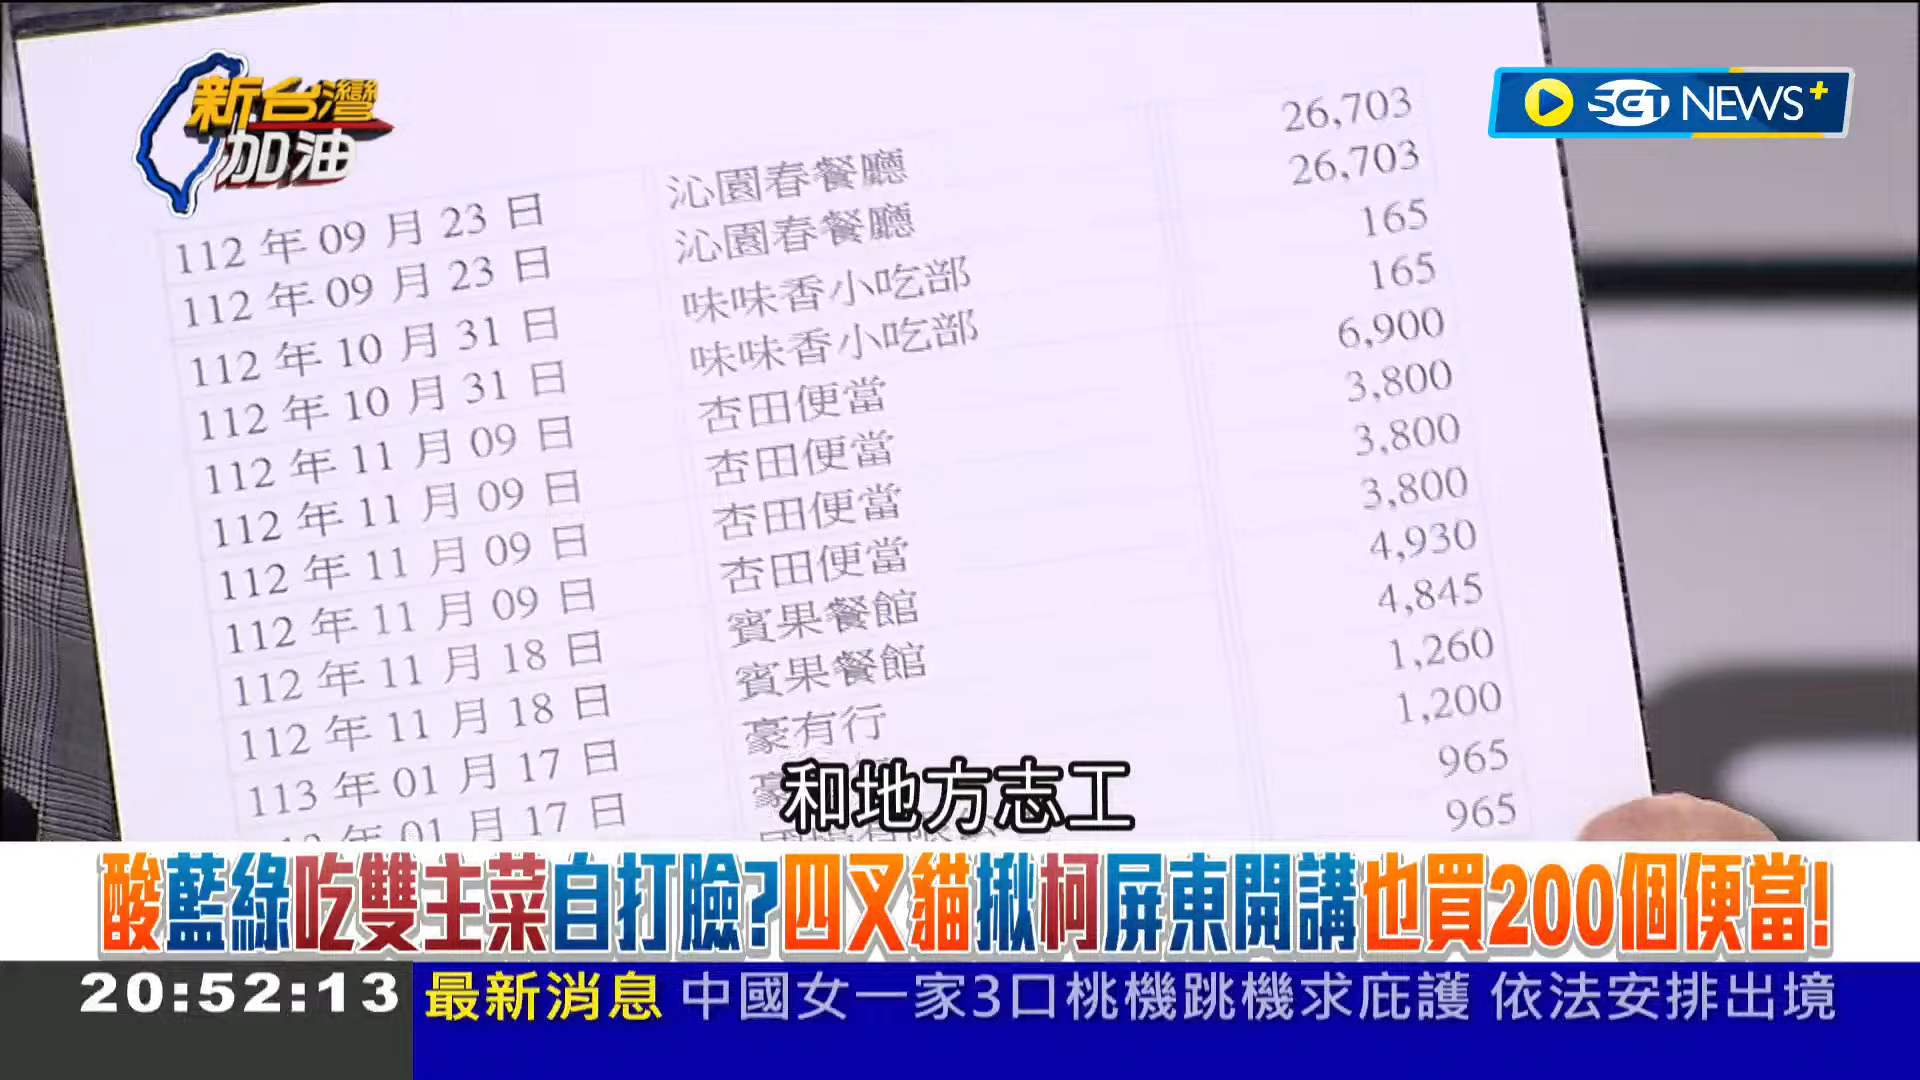 新台灣
加油
SET NEWS+
112 年 09 月 23 日 沁園春餐廳 26,703
112 年 09 月 23 日 沁園春餐廳 26,703
112 年 10 月 31 日 味味香小吃部 165
112 年 10 月 31 日 味味香小吃部 165
112 年 11 月 09 日 杏田便當 6,900
112 年 11 月 09 日 杏田便當 3,800
112 年 11 月 09 日 杏田便當 3,800
112 年 11 月 09 日 杏田便當 3,800
112 年 11 月 18 日 賓果餐館 4,930
112 年 11 月 18 日 賓果餐館 4,845
113 年 01 月 17 日 豪有行 1,260
年 01 月 17 日 1,200
965
965
和地方志工
酸藍綠吃雙主菜自打臉?四叉貓揪柯屏東開講也買200個便當!
20:52:13 最新消息 中國女一家3口桃機跳機求庇護 依法安排出境